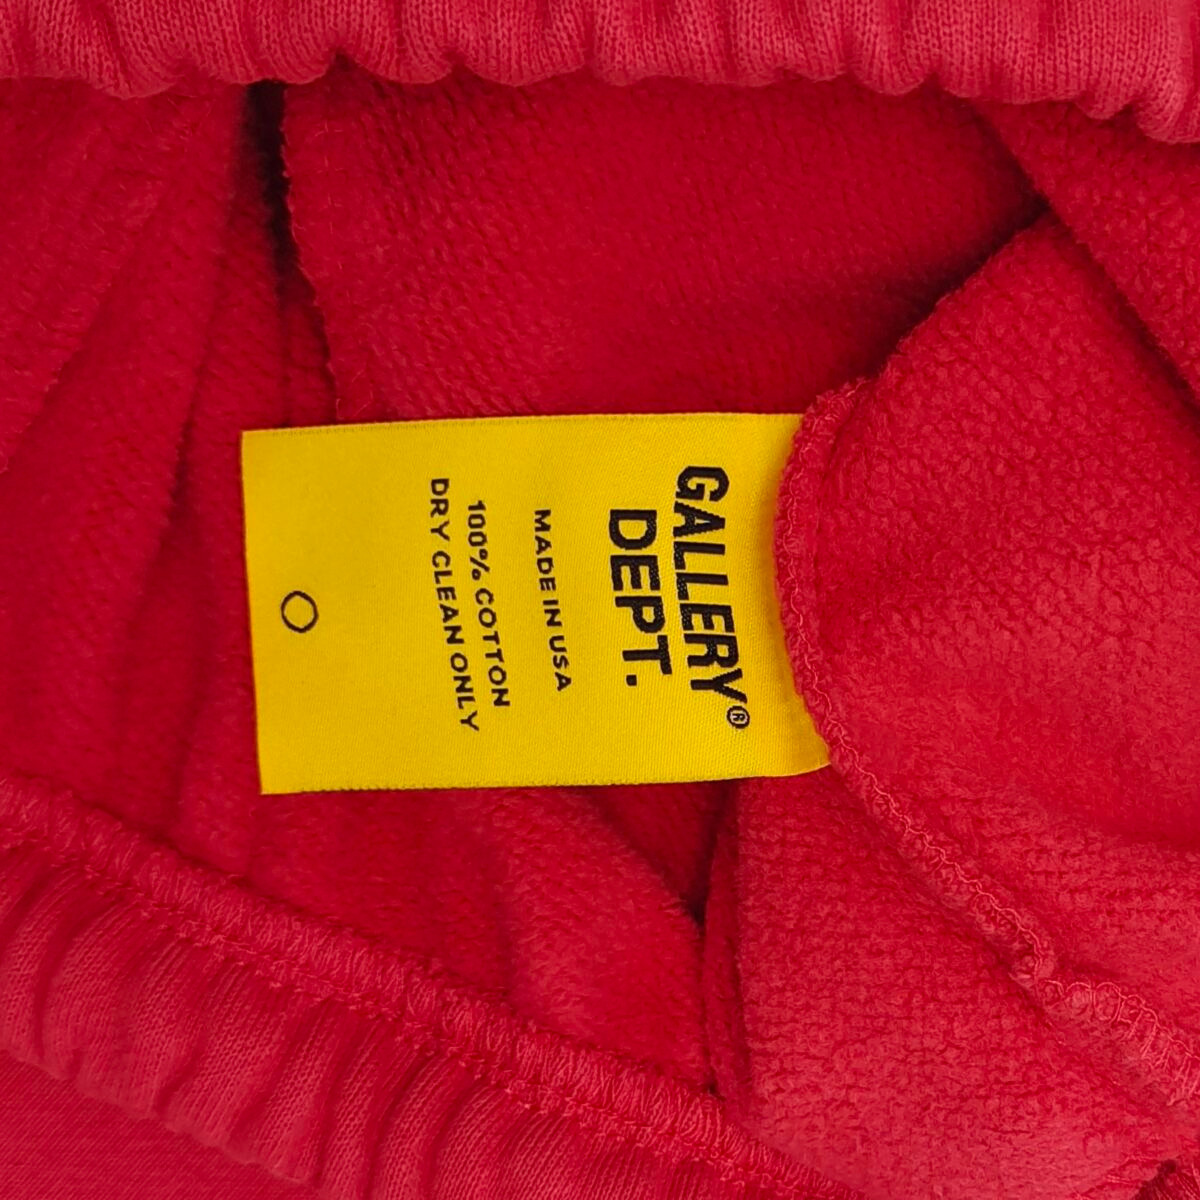 GALLERY®
DEPT.
MADE IN USA
100% COTTON
DRY CLEAN ONLY